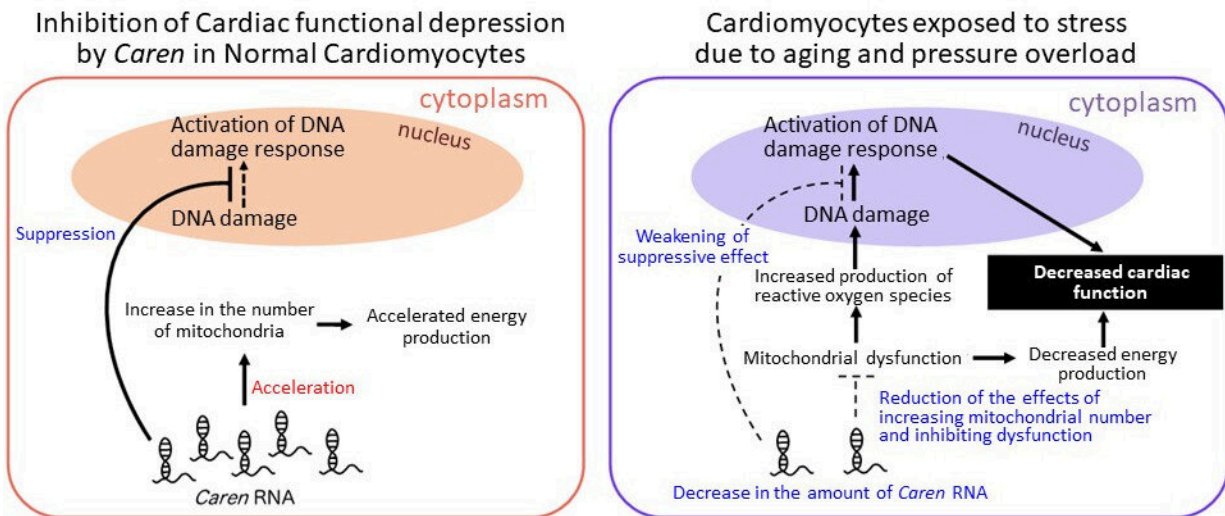 Inhibition of Cardiac functional depression
by Caren in Normal Cardiomyocytes
cytoplasm
nucleus
Activation of DNA
damage response
DNA damage
Suppression
Increase in the number
of mitochondria
Accelerated energy
production
Acceleration
Caren RNA
Cardiomyocytes exposed to stress
due to aging and pressure overload
cytoplasm
nucleus
Activation of DNA
damage response
DNA damage
Weakening of
suppressive effect
Increased production of
reactive oxygen species
Decreased cardiac
function
Mitochondrial dysfunction
Decreased energy
production
Reduction of the effects of
increasing mitochondrial number
and inhibiting dysfunction
Decrease in the amount of Caren RNA